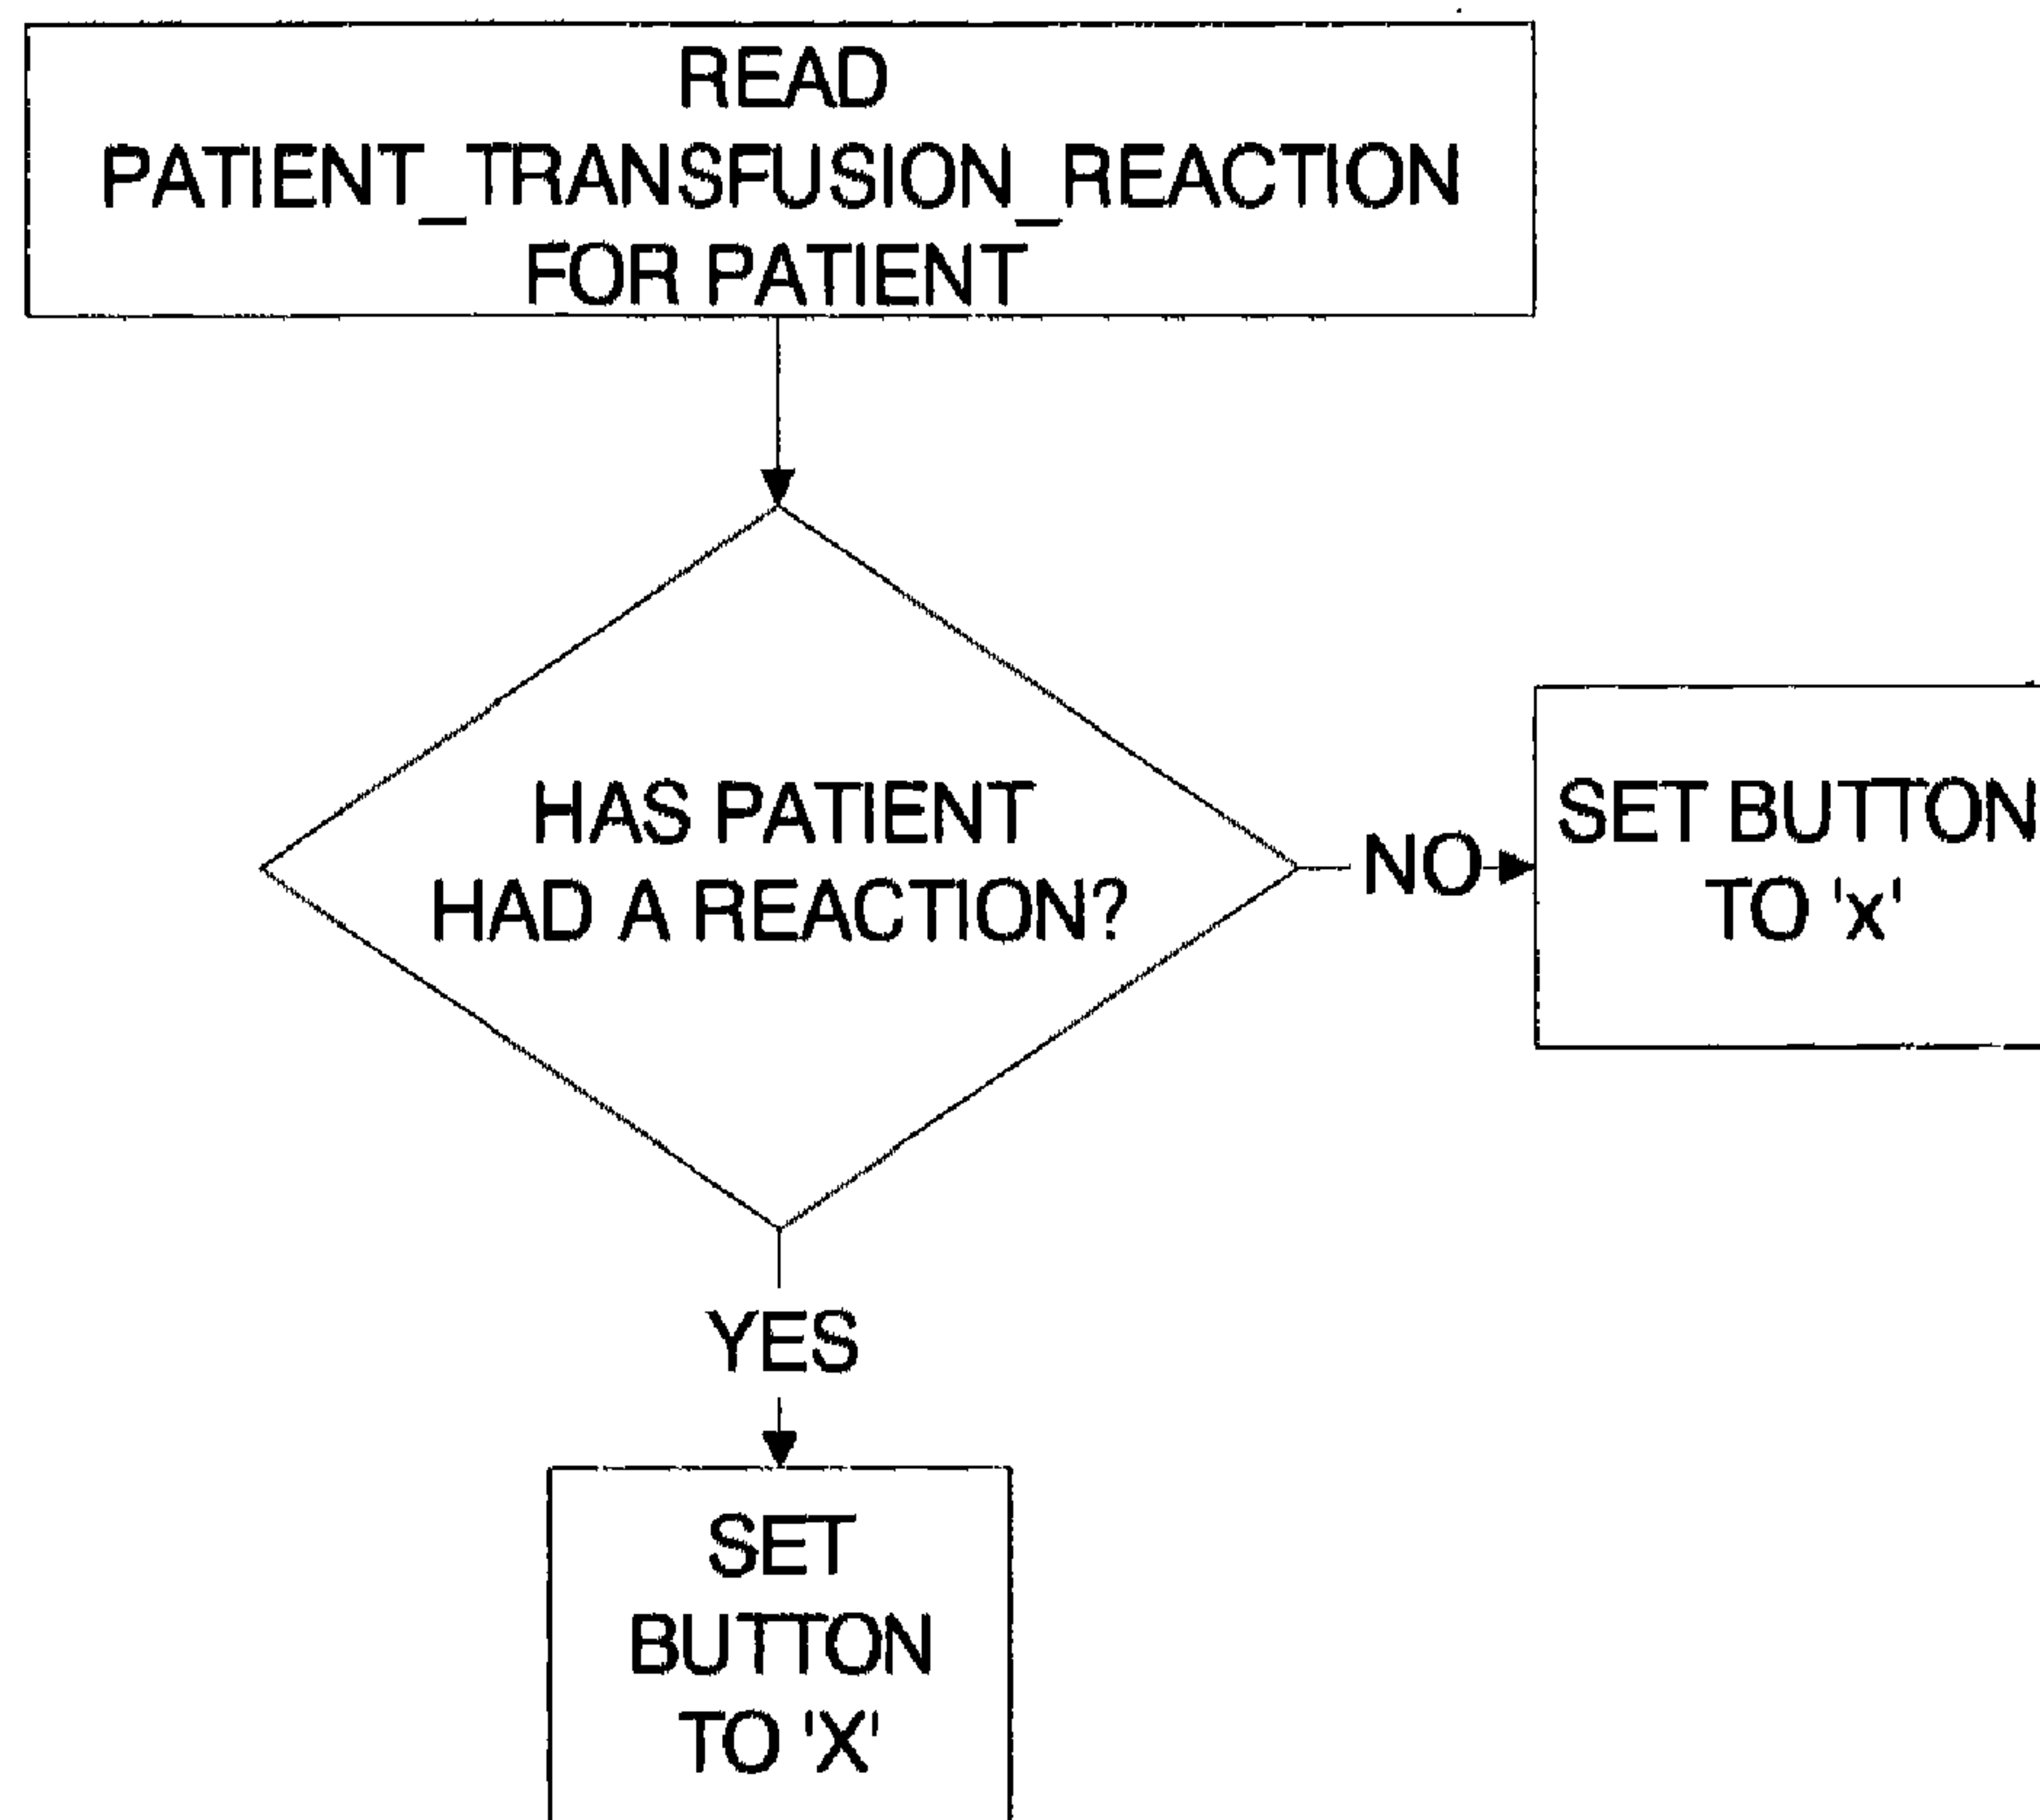 READ
PATIENT_TRANSFUSION_REACTION
FOR PATIENT
HAS PATIENT
HAD A REACTION?
NO
SET BUTTON
TO 'x'
YES
SET
BUTTON
TO 'X'